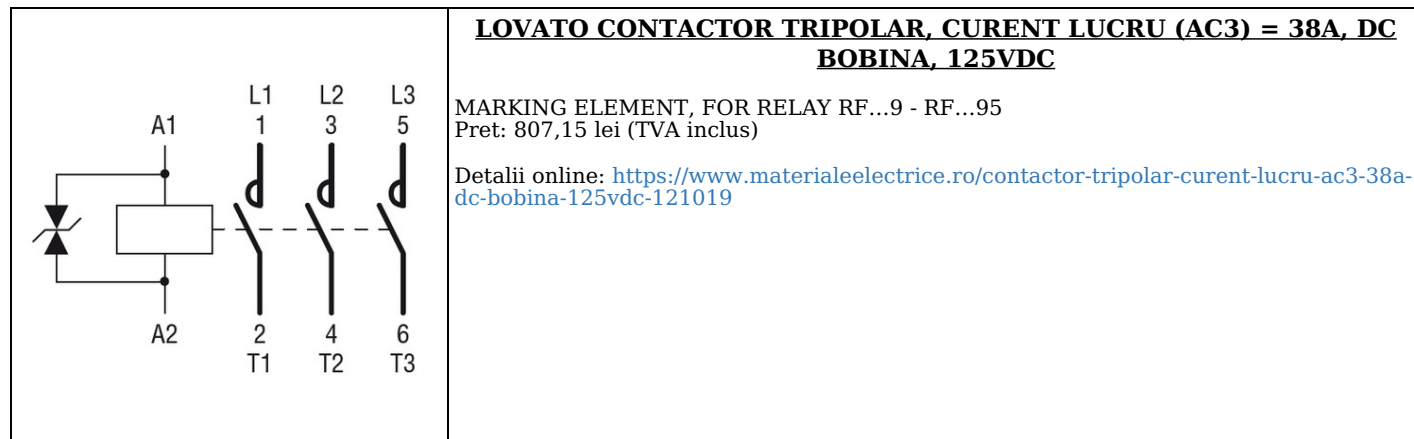 L1 L2 L3
A1 1 3 5
A2 2 4 6
T1 T2 T3
LOVATO CONTACTOR TRIPOLAR, CURENT LUCRU (AC3) = 38A, DC
BOBINA, 125VDC
MARKING ELEMENT, FOR RELAY RF...9 - RF...95
Pret: 807,15 lei (TVA inclus)
Detalii online: https://www.materialeelectrice.ro/contactor-tripolar-curent-lucru-ac3-38a-
dc-bobina-125vdc-121019